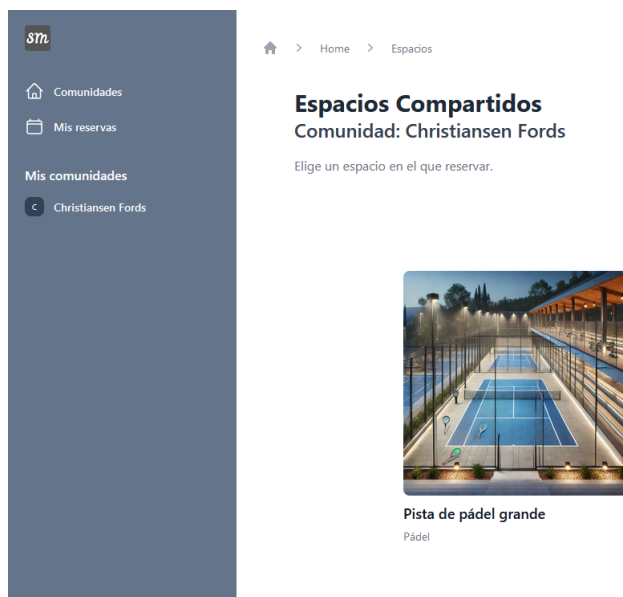 sm
Comunidades
Mis reservas
Mis comunidades
C
Christiansen Fords
Home
Espacios
Espacios Compartidos
Comunidad: Christiansen Fords
Elige un espacio en el que reservar.
Pista de pádel grande
Pádel